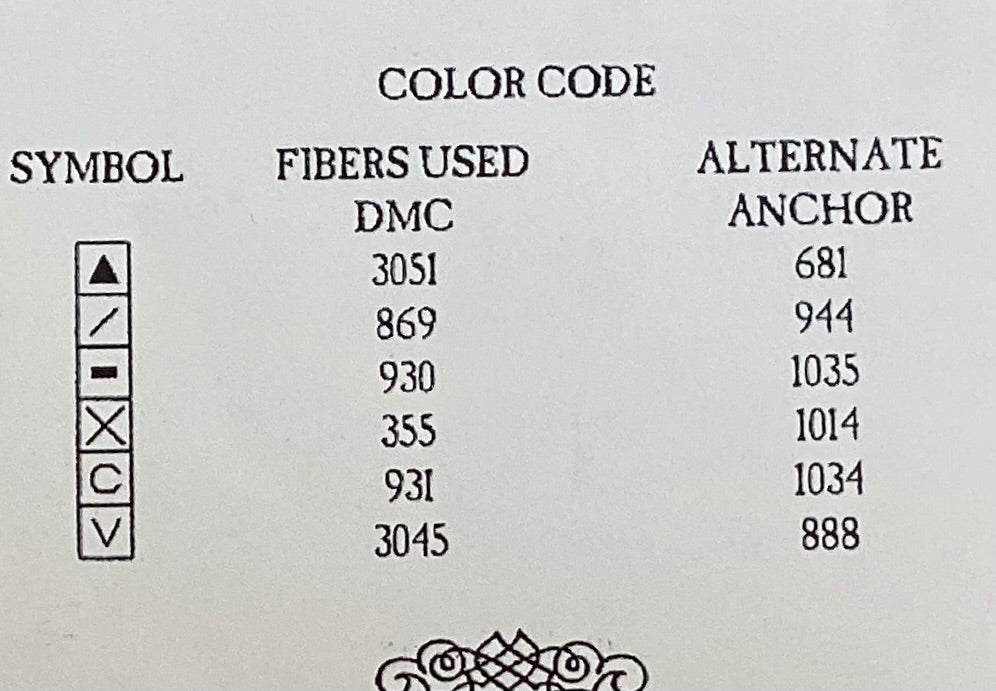 COLOR CODE
SYMBOL FIBERS USED ALTERNATE
DMC ANCHOR
▲ 3051 681
/ 869 944
▬ 930 1035
X 355 1014
C 931 1034
V 3045 888